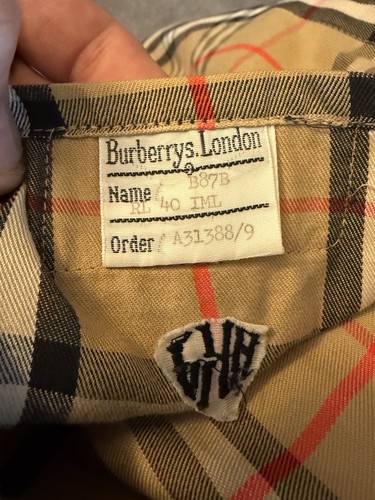 Burberrys.London
B87B
Name
RL 40 IML
Order A31388/9